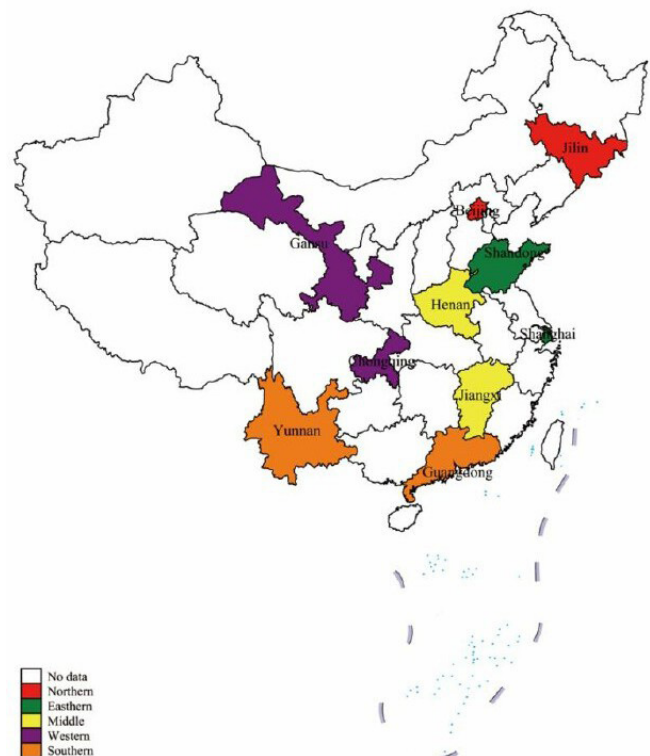 Jilin
Beijing
Gansu
Shandong
Henan
Shanghai
Chongqing
Jiangxi
Yunnan
Guangdong
No data
Northern
Easthern
Middle
Western
Southern